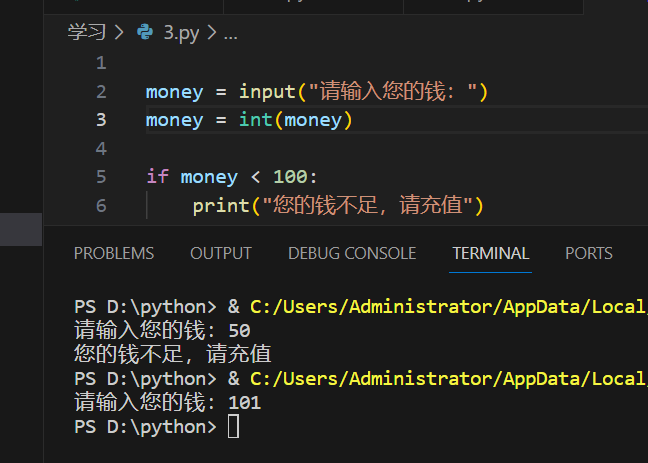 学习 > 3.py > ...
1
2 money = input("请输入您的钱: ")
3 money = int(money)
4
5 if money < 100:
6 print("您的钱不足，请充值")
PROBLEMS OUTPUT DEBUG CONSOLE TERMINAL PORTS
PS D:\python> & C:/Users/Administrator/AppData/Local/
请输入您的钱: 50
您的钱不足，请充值
PS D:\python> & C:/Users/Administrator/AppData/Local/
请输入您的钱: 101
PS D:\python>